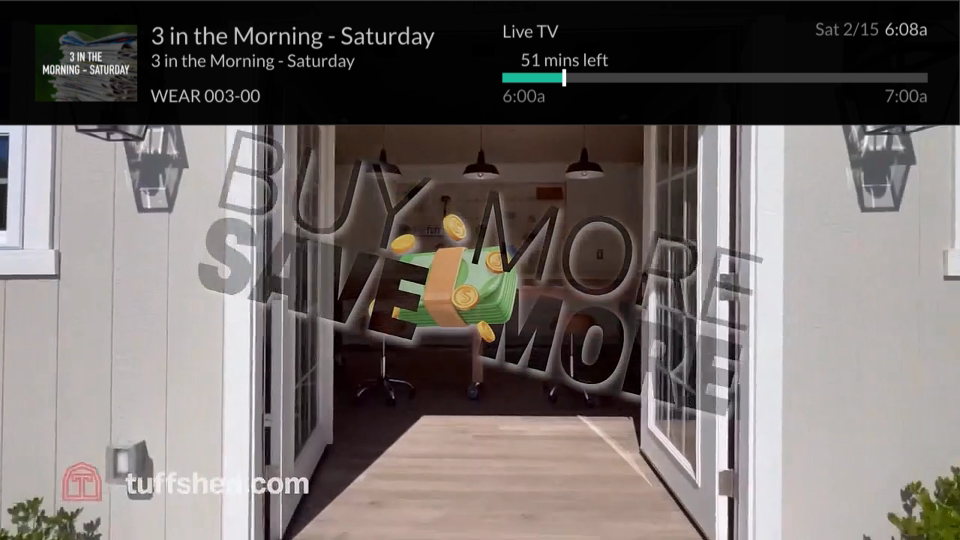 3 IN THE
MORNING – SATURDAY
3 in the Morning - Saturday
3 in the Morning - Saturday
WEAR 003-00
Live TV
51 mins left
6:00a
7:00a
Sat 2/15 6:08a
BUY MORE
SAVE MORE
tuffshed.com